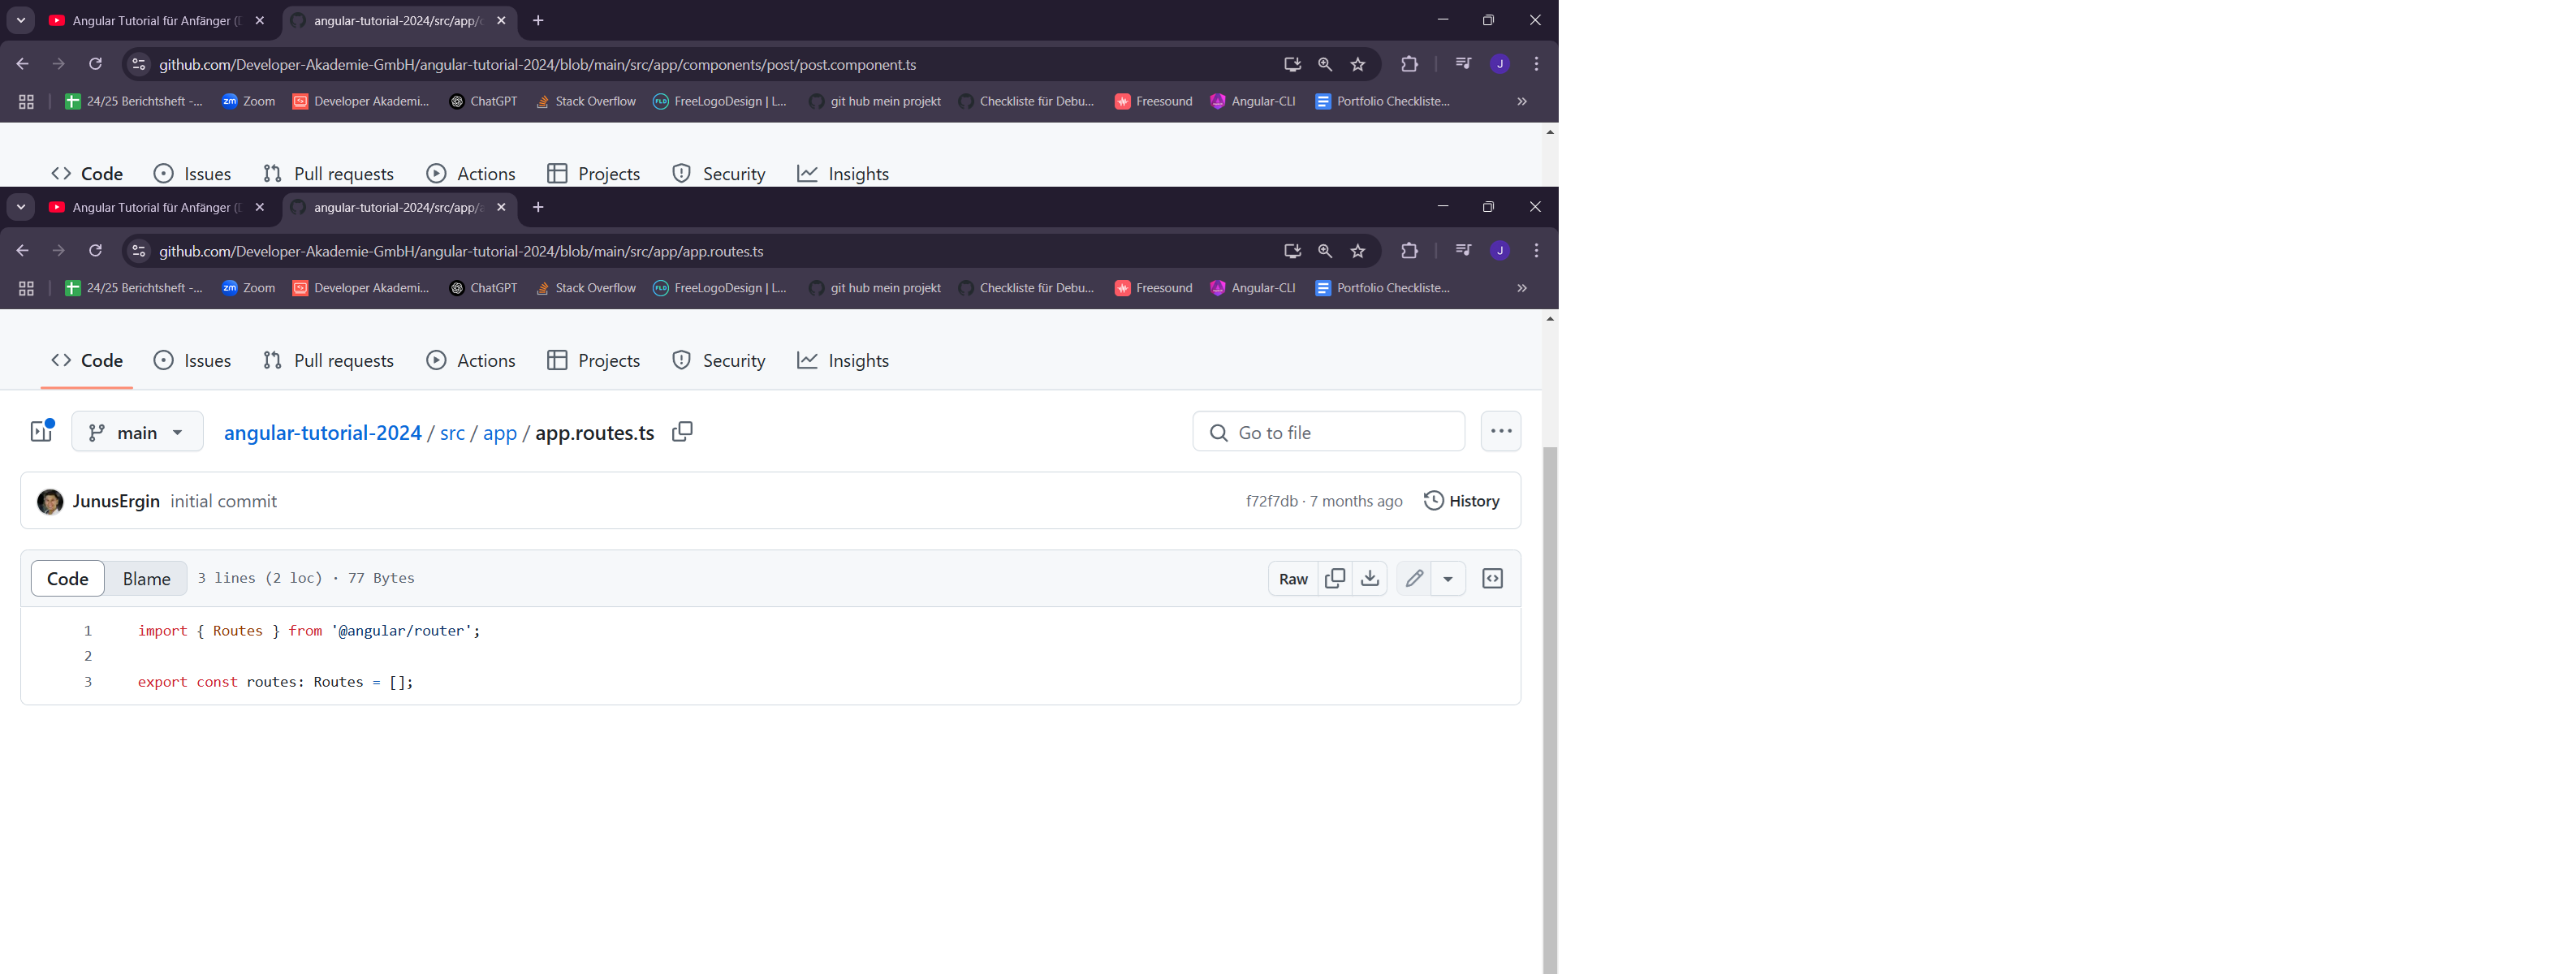 Angular Tutorial für Anfänger (D
angular-tutorial-2024/src/app/c
github.com/Developer-Akademie-GmbH/angular-tutorial-2024/blob/main/src/app/components/post/post.component.ts
J
24/25 Berichtsheft -...
zm Zoom
Developer Akademi...
ChatGPT
Stack Overflow
FLD FreeLogoDesign | L...
git hub mein projekt
Checkliste für Debu...
Freesound
Angular-CLI
Portfolio Checkliste...
Code Issues Pull requests Actions Projects Security Insights
Angular Tutorial für Anfänger (D
angular-tutorial-2024/src/app/a
github.com/Developer-Akademie-GmbH/angular-tutorial-2024/blob/main/src/app/app.routes.ts
J
24/25 Berichtsheft -...
zm Zoom
Developer Akademi...
ChatGPT
Stack Overflow
FLD FreeLogoDesign | L...
git hub mein projekt
Checkliste für Debu...
Freesound
Angular-CLI
Portfolio Checkliste...
Code Issues Pull requests Actions Projects Security Insights
main angular-tutorial-2024 / src / app / app.routes.ts Go to file
JunusErgin initial commit f72f7db · 7 months ago History
Code Blame 3 lines (2 loc) · 77 Bytes Raw
1 import { Routes } from '@angular/router';
2
3 export const routes: Routes = [];